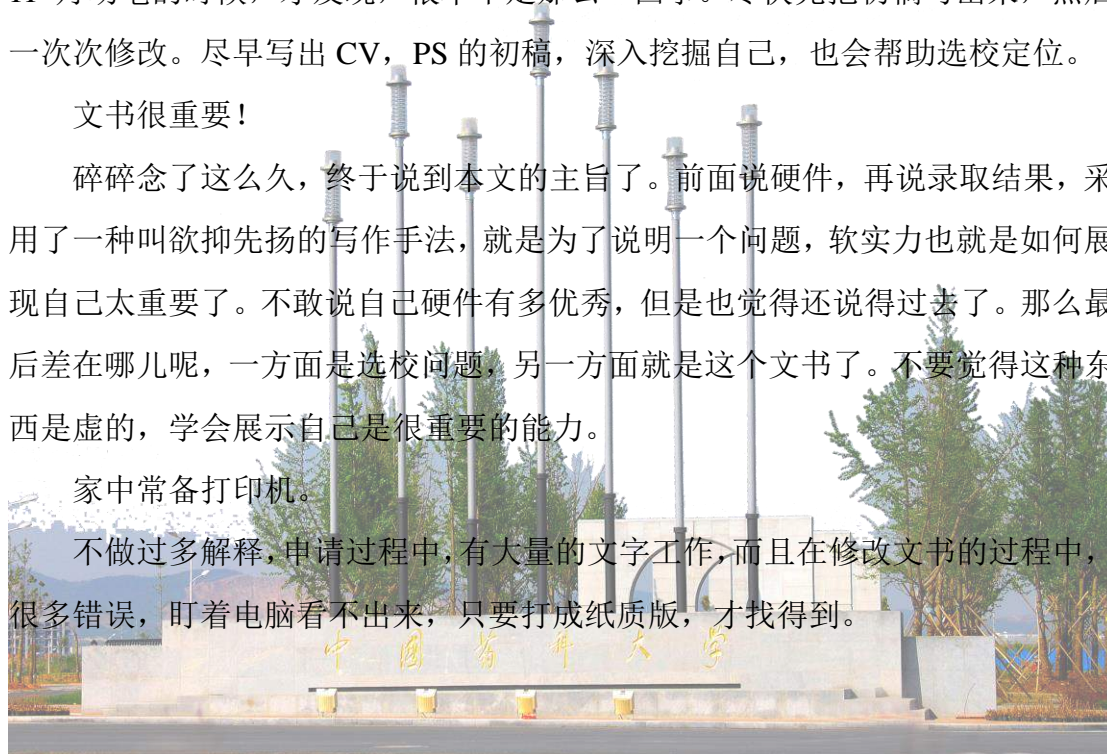 一次次修改。尽早写出 CV，PS 的初稿，深入挖掘自己，也会帮助选校定位。
文书很重要！
碎碎念了这么久，终于说到本文的主旨了。前面说硬件，再说录取结果，采
用了一种叫欲抑先扬的写作手法，就是为了说明一个问题，软实力也就是如何展
现自己太重要了。不敢说自己硬件有多优秀，但是也觉得还说得过去了。那么最
后差在哪儿呢，一方面是选校问题，另一方面就是这个文书了。不要觉得这种东
西是虚的，学会展示自己是很重要的能力。
家中常备打印机。
不做过多解释，申请过程中，有大量的文字工作，而且在修改文书的过程中，
很多错误，盯着电脑看不出来，只要打成纸质版，才找得到。
中国医科大学